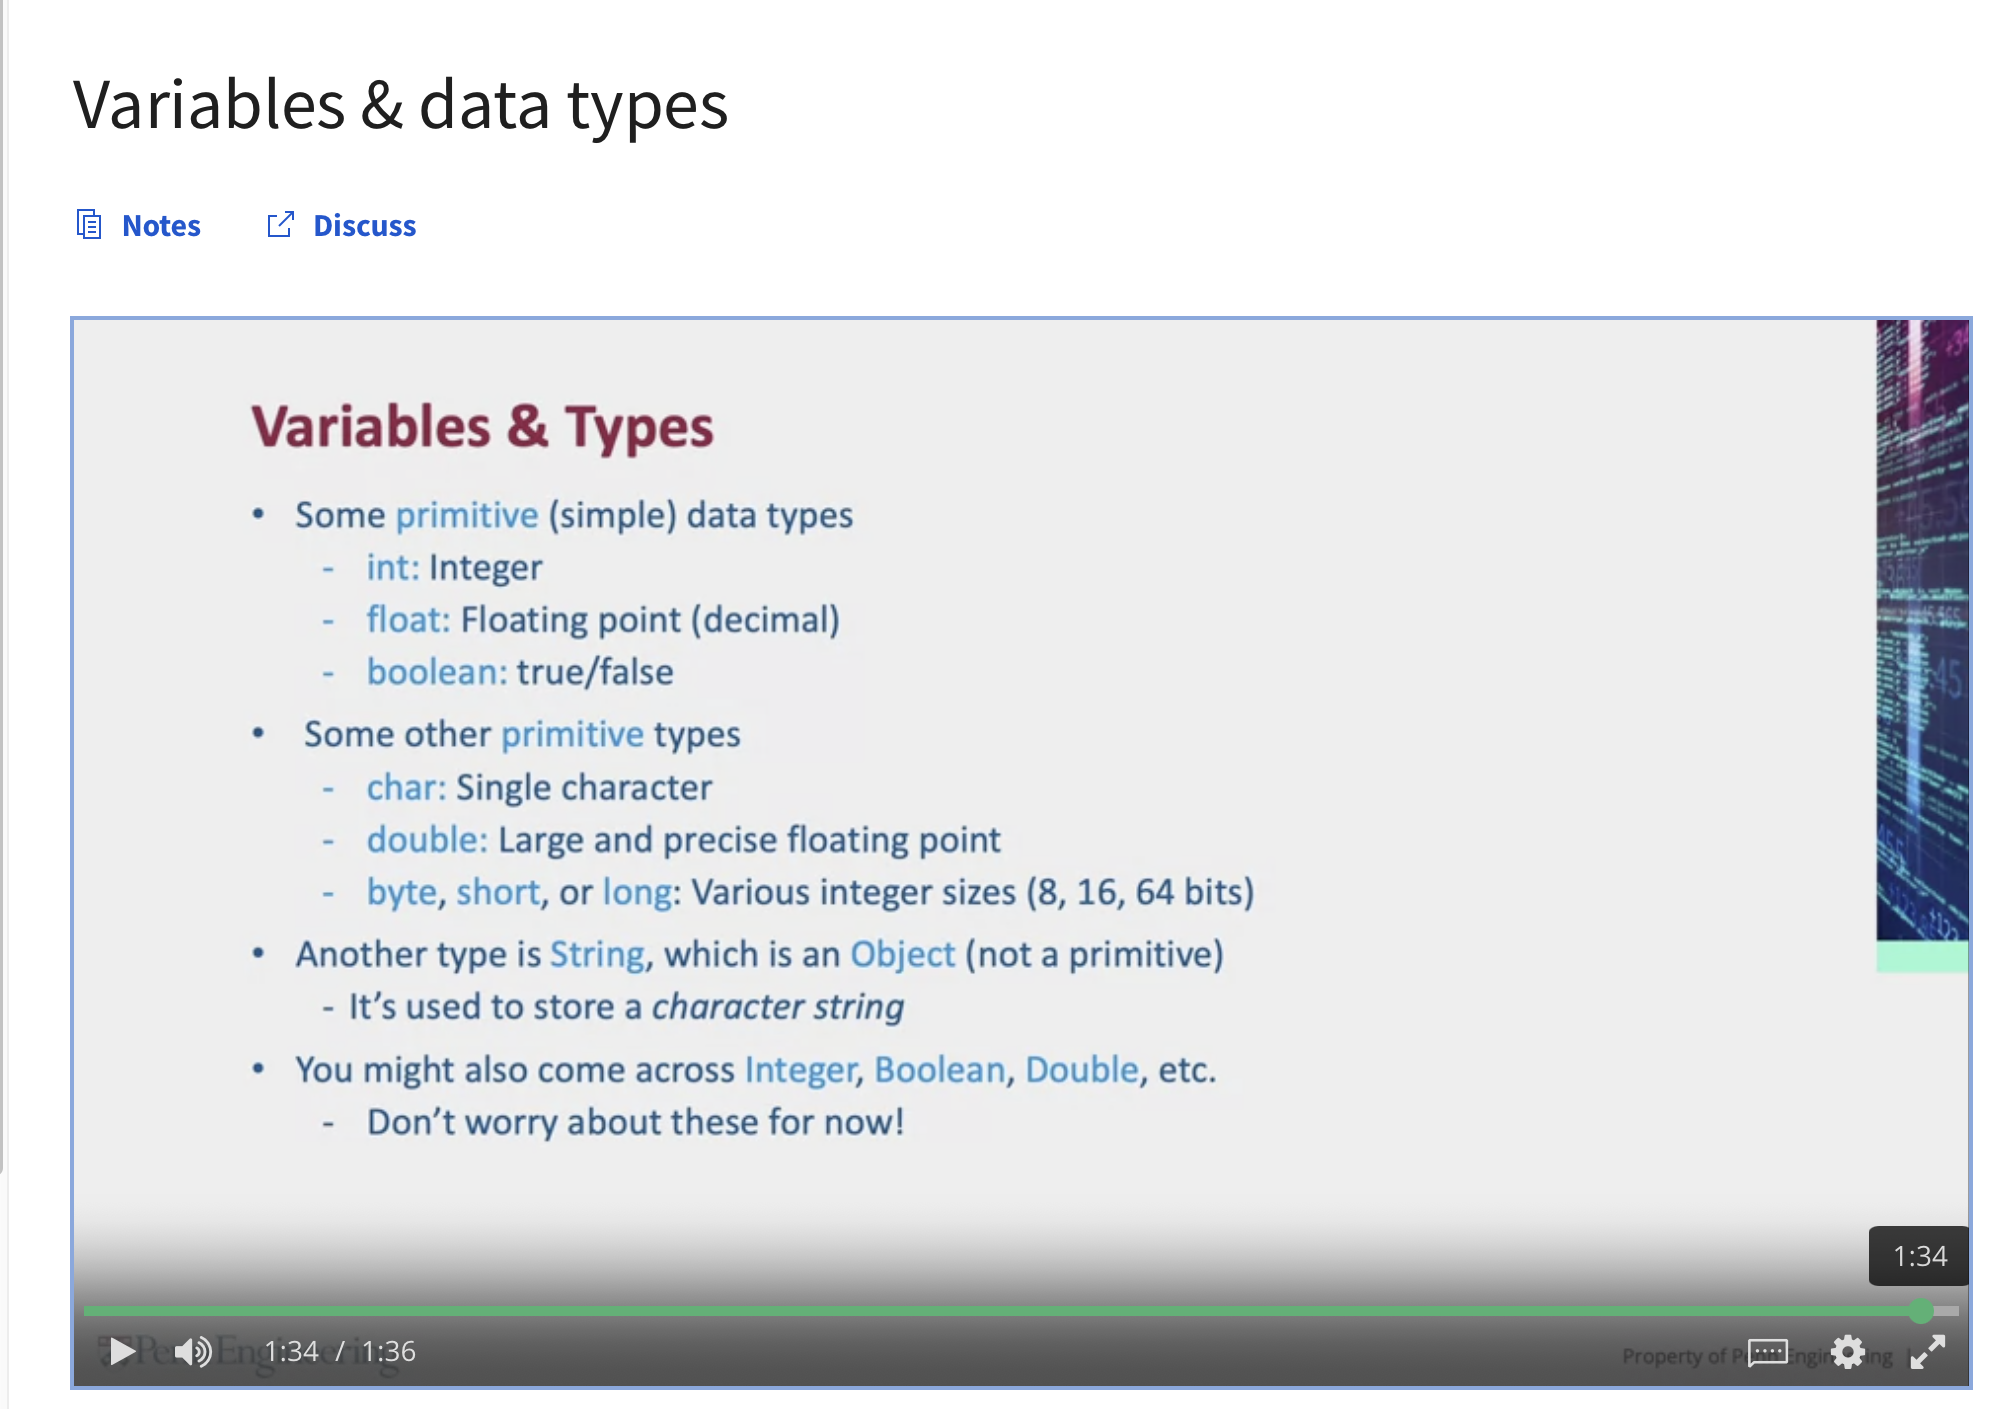 Variables & data types
Notes
Discuss
Variables & Types
• Some primitive (simple) data types
- int: Integer
- float: Floating point (decimal)
- boolean: true/false
• Some other primitive types
- char: Single character
- double: Large and precise floating point
- byte, short, or long: Various integer sizes (8, 16, 64 bits)
• Another type is String, which is an Object (not a primitive)
- It's used to store a character string
• You might also come across Integer, Boolean, Double, etc.
- Don't worry about these for now!
1:34
1:34 / 1:36
Penn Engineering
Property of Penn Engineering |